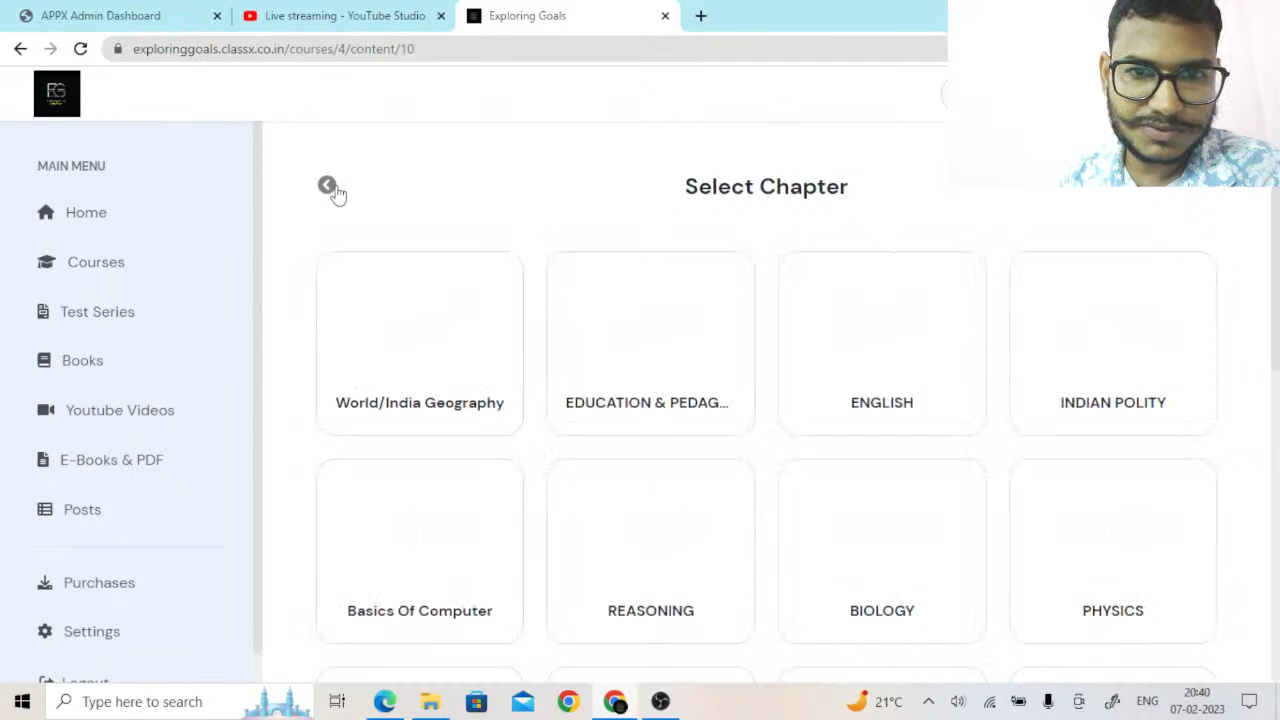 APPX Admin Dashboard
Live streaming - YouTube Studio
Exploring Goals
exploringgoals.classx.co.in/courses/4/content/10
EG
MAIN MENU
Home
Courses
Test Series
Books
Youtube Videos
E-Books & PDF
Posts
Purchases
Settings
Logout
Select Chapter
World/India Geography
EDUCATION & PEDAG...
ENGLISH
INDIAN POLITY
Basics Of Computer
REASONING
BIOLOGY
PHYSICS
Type here to search
21°C
ENG
20:40
07-02-2023